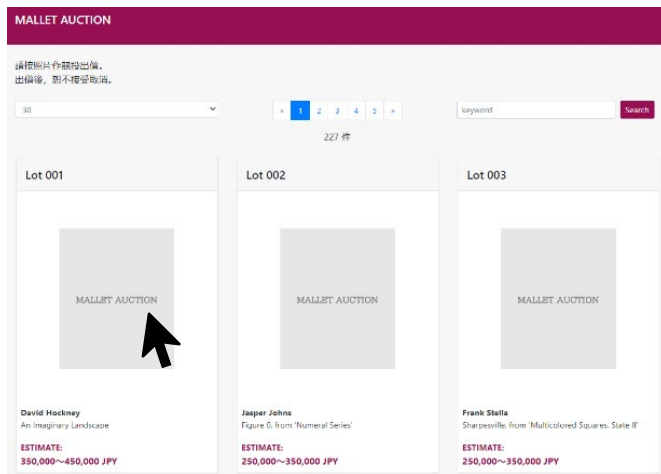 MALLET AUCTION
請按照片作競投出價。
出價後，恕不接受取消。
« 1 2 3 4 5 »
keyword
Search
227 件
Lot 001
Lot 002
Lot 003
MALLET AUCTION
MALLET AUCTION
MALLET AUCTION
David Hockney
An Imaginary Landscape
ESTIMATE:
350,000～450,000 JPY
Jasper Johns
Figure 0, from 'Numeral Series'
ESTIMATE:
250,000～350,000 JPY
Frank Stella
Sharpesville, from 'Multicolored Squares, State II'
ESTIMATE:
250,000～350,000 JPY